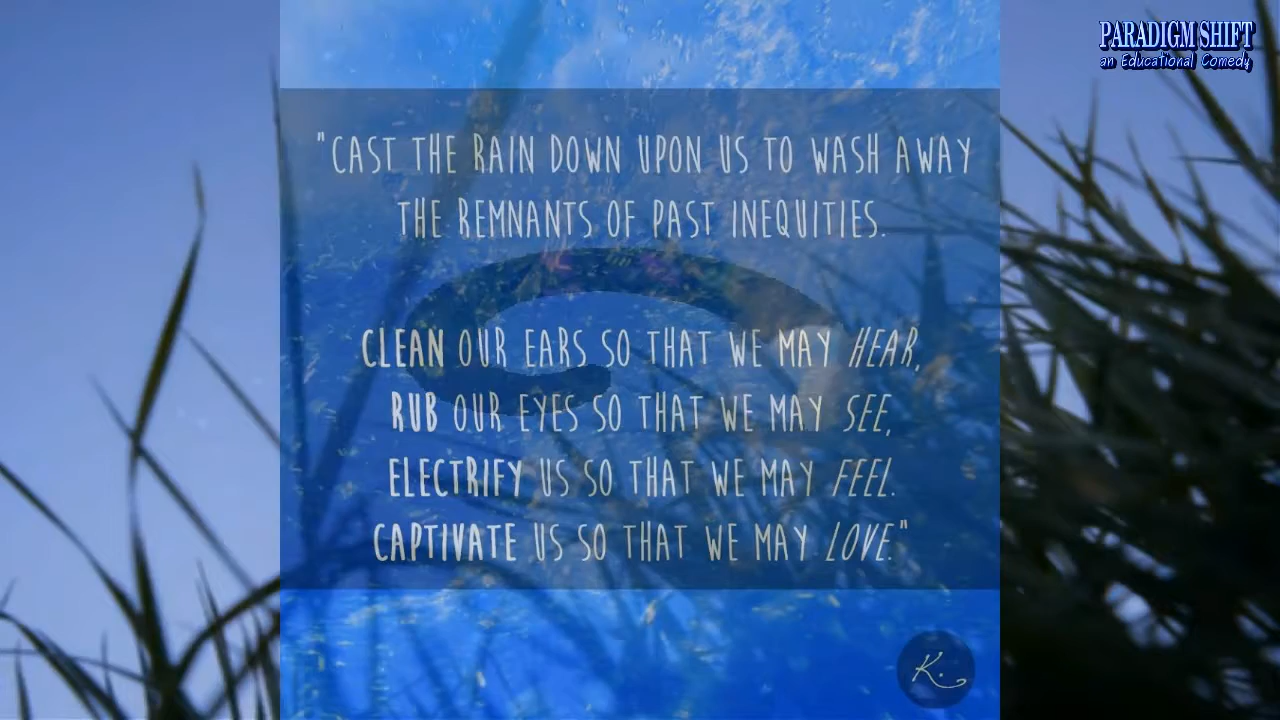 PARADIGM SHIFT
an Educational Comedy
"CAST THE RAIN DOWN UPON US TO WASH AWAY
THE REMNANTS OF PAST INEQUITIES.
CLEAN OUR EARS SO THAT WE MAY HEAR,
RUB OUR EYES SO THAT WE MAY SEE,
ELECTRIFY US SO THAT WE MAY FEEL.
CAPTIVATE US SO THAT WE MAY LOVE."
K.